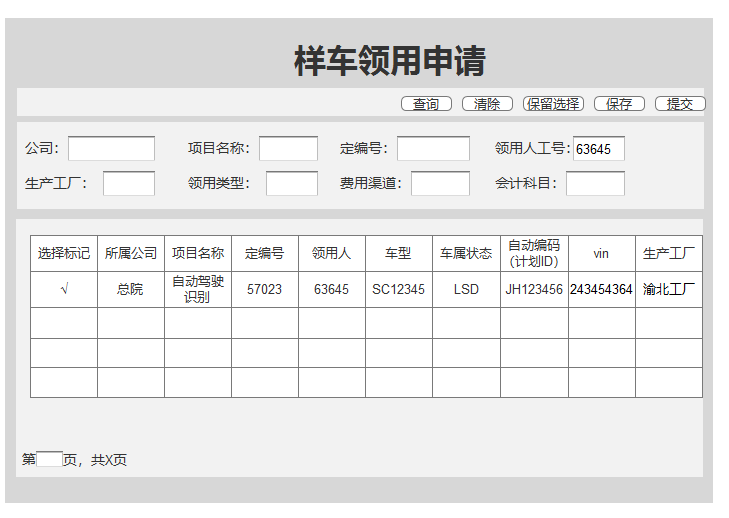 样车领用申请
查询 清除 保留选择 保存 提交
公司： 项目名称： 定编号： 领用人工号：63645
生产工厂： 领用类型： 费用渠道： 会计科目：
选择标记 所属公司 项目名称 定编号 领用人 车型 车属状态 自动编码（计划ID） vin 生产工厂
√ 总院 自动驾驶识别 57023 63645 SC12345 LSD JH123456 243454364 渝北工厂
第 页，共X页